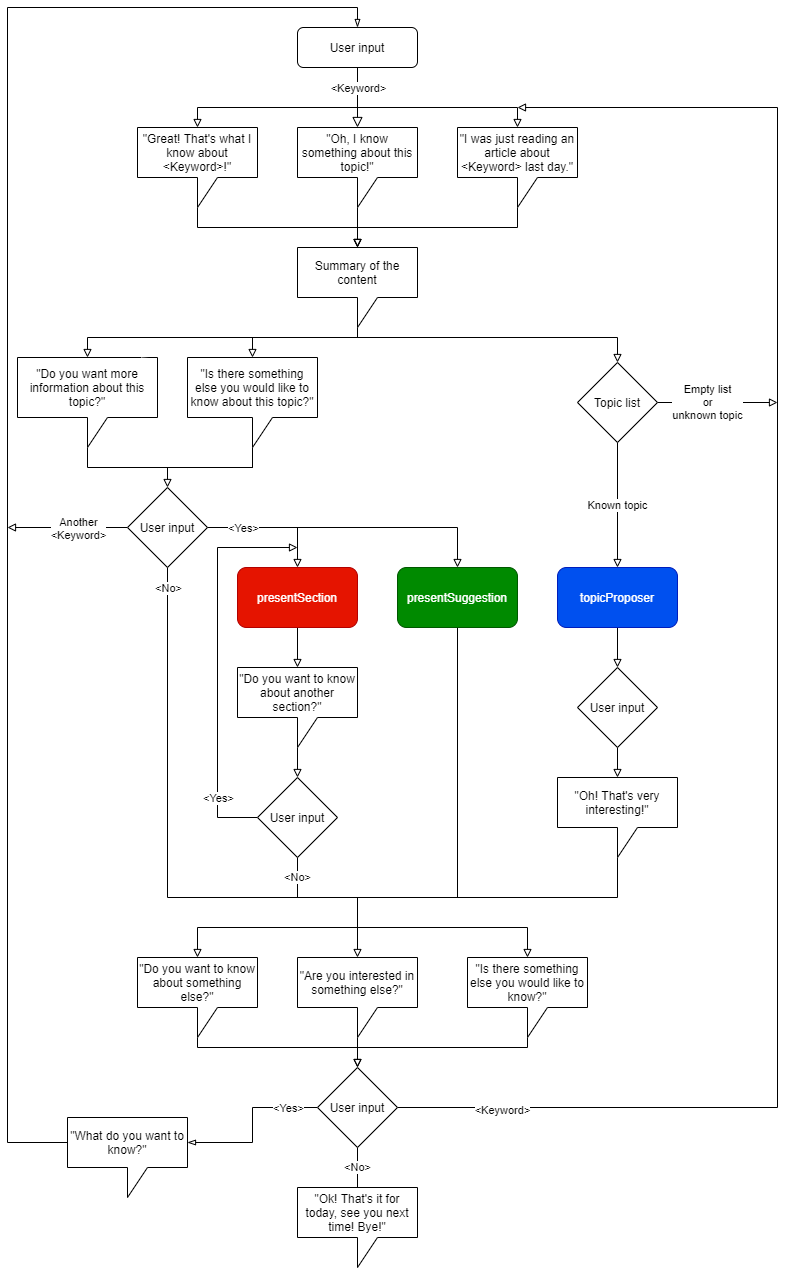 User input
<Keyword>
"Great! That's what I
know about
<Keyword>!"
"Oh, I know
something about this
topic!"
"I was just reading an
article about
<Keyword> last day."
Summary of the
content
"Do you want more
information about this
topic?"
"Is there something
else you would like to
know about this topic?"
Topic list
Empty list
or
unknown topic
Known topic
Another
<Keyword>
User input
<Yes>
<No>
presentSection
presentSuggestion
topicProposer
"Do you want to know
about another
section?"
User input
"Oh! That's very
interesting!"
<Yes>
User input
<No>
"Do you want to know
about something
else?"
"Are you interested in
something else?"
"Is there something
else you would like to
know?"
User input
<Yes>
<Keyword>
<No>
"What do you want to
know?"
"Ok! That's it for
today, see you next
time! Bye!"